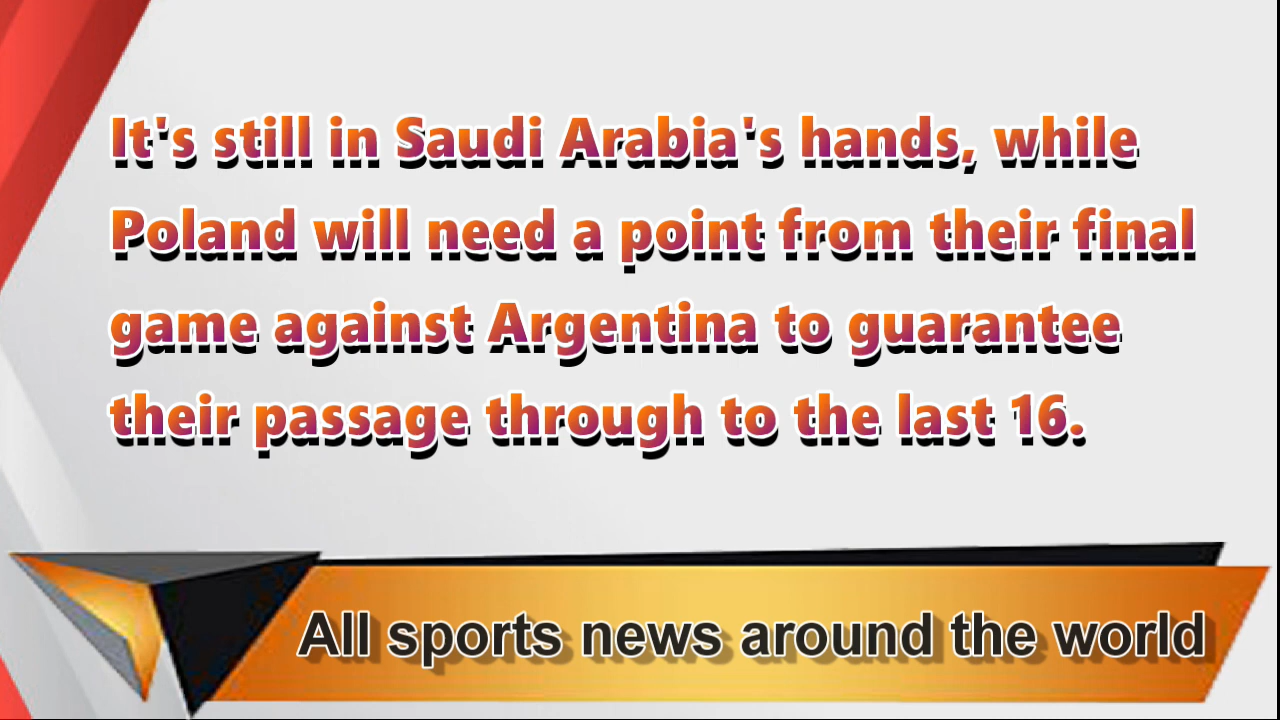 It's still in Saudi Arabia's hands, while
Poland will need a point from their final
game against Argentina to guarantee
their passage through to the last 16.
All sports news around the world